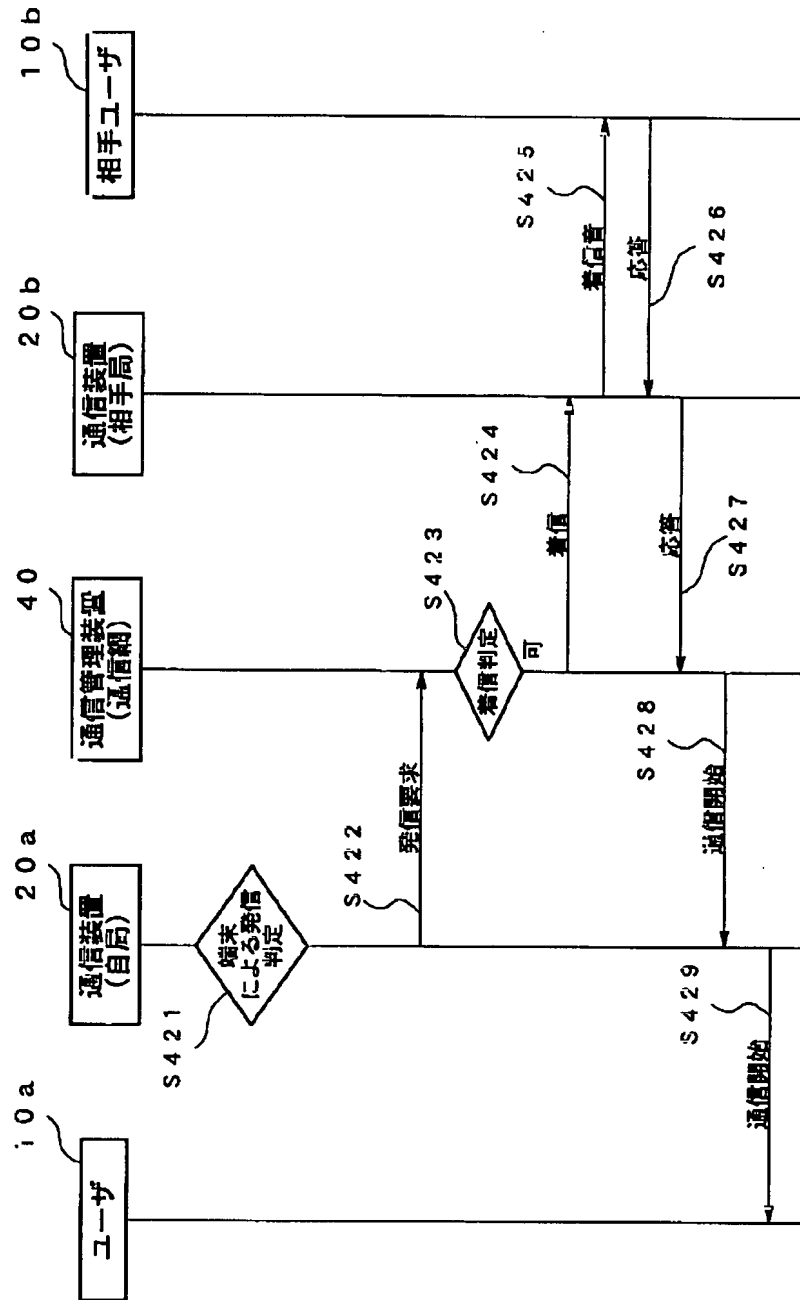 10a
ユーザ
20a
通信装置
(自局)
40
通信管理装置
(通信網)
20b
通信装置
(相手局)
10b
相手ユーザ
S421
端末
による発信
判定
S422
発信要求
S423
着信判定
可
S424
着信
S425
着信音
応答
S426
応答
S427
S428
通信開始
S429
通信開始